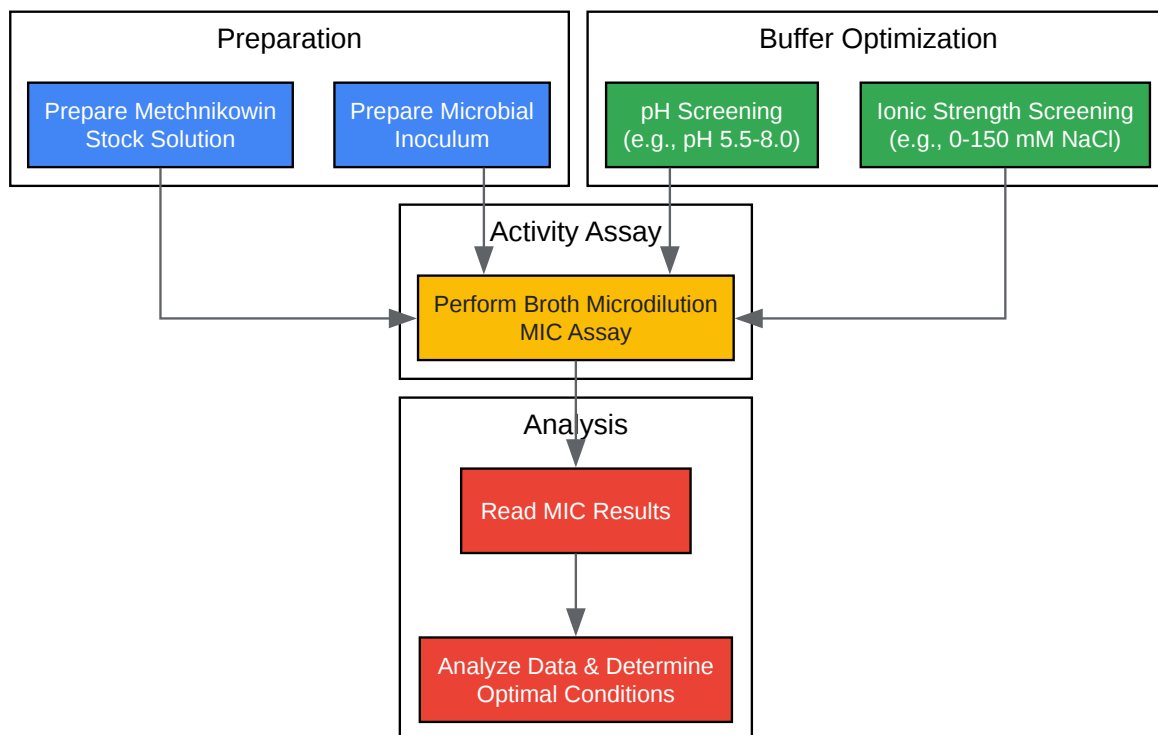 Preparation
Buffer Optimization
Prepare Metchnikowin
Stock Solution
Prepare Microbial
Inoculum
pH Screening
(e.g., pH 5.5-8.0)
Ionic Strength Screening
(e.g., 0-150 mM NaCl)
Activity Assay
Perform Broth Microdilution
MIC Assay
Analysis
Read MIC Results
Analyze Data & Determine
Optimal Conditions